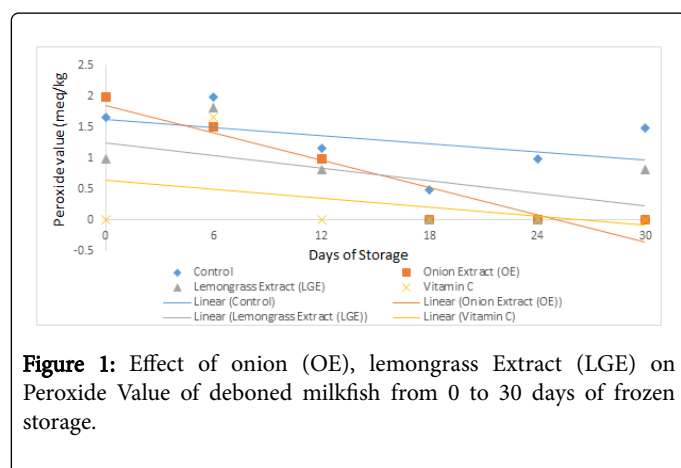 2.5
2
1.5
1
0.5
0
-0.5
Peroxide value (meq/kg)
0 6 12 18 24 30
Days of Storage
Control Onion Extract (OE)
Lemongrass Extract (LGE) Vitamin C
Linear (Control) Linear (Onion Extract (OE))
Linear (Lemongrass Extract (LGE)) Linear (Vitamin C)
Figure 1: Effect of onion (OE), lemongrass Extract (LGE) on
Peroxide Value of deboned milkfish from 0 to 30 days of frozen
storage.